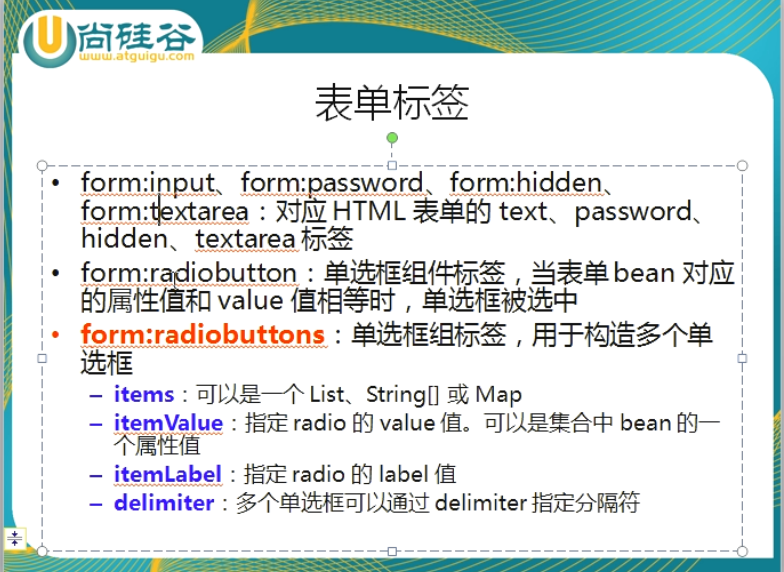 尚硅谷
www.atguigu.com
表单标签
• form:input、form:password、form:hidden、
form:textarea：对应 HTML 表单的 text、password、
hidden、textarea 标签
• form:radiobutton：单选框组件标签，当表单 bean 对应
的属性值和 value 值相等时，单选框被选中
• form:radiobuttons：单选框组标签，用于构造多个单
选框
– items：可以是一个 List、String[] 或 Map
– itemValue：指定 radio 的 value 值。可以是集合中 bean 的一
个属性值
– itemLabel：指定 radio 的 label 值
– delimiter：多个单选框可以通过 delimiter 指定分隔符